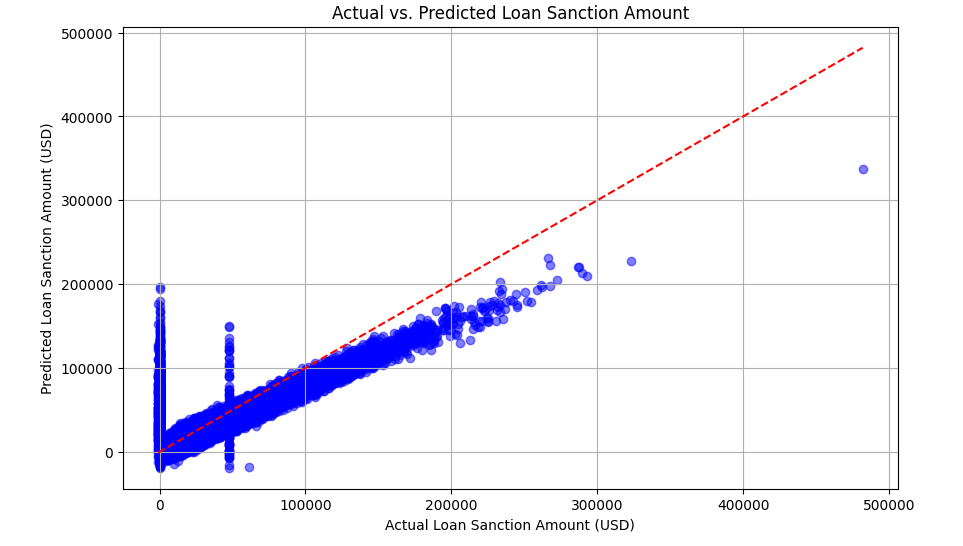 Actual vs. Predicted Loan Sanction Amount
500000
400000
300000
200000
100000
0
Predicted Loan Sanction Amount (USD)
0 100000 200000 300000 400000 500000
Actual Loan Sanction Amount (USD)